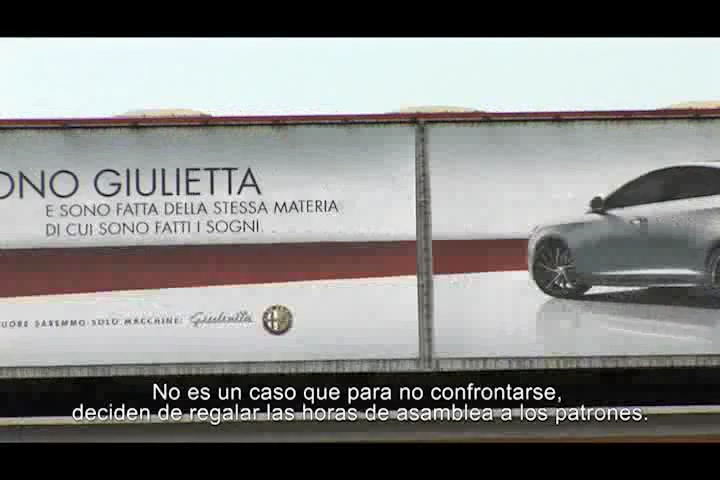 ONO GIULIETTA
E SONO FATTA DELLA STESSA MATERIA
DI CUI SONO FATTI I SOGNI.
UORE SAREMMO SOLO MACCHINE. Giulietta
No es un caso que para no confrontarse,
deciden de regalar las horas de asamblea a los patrones.